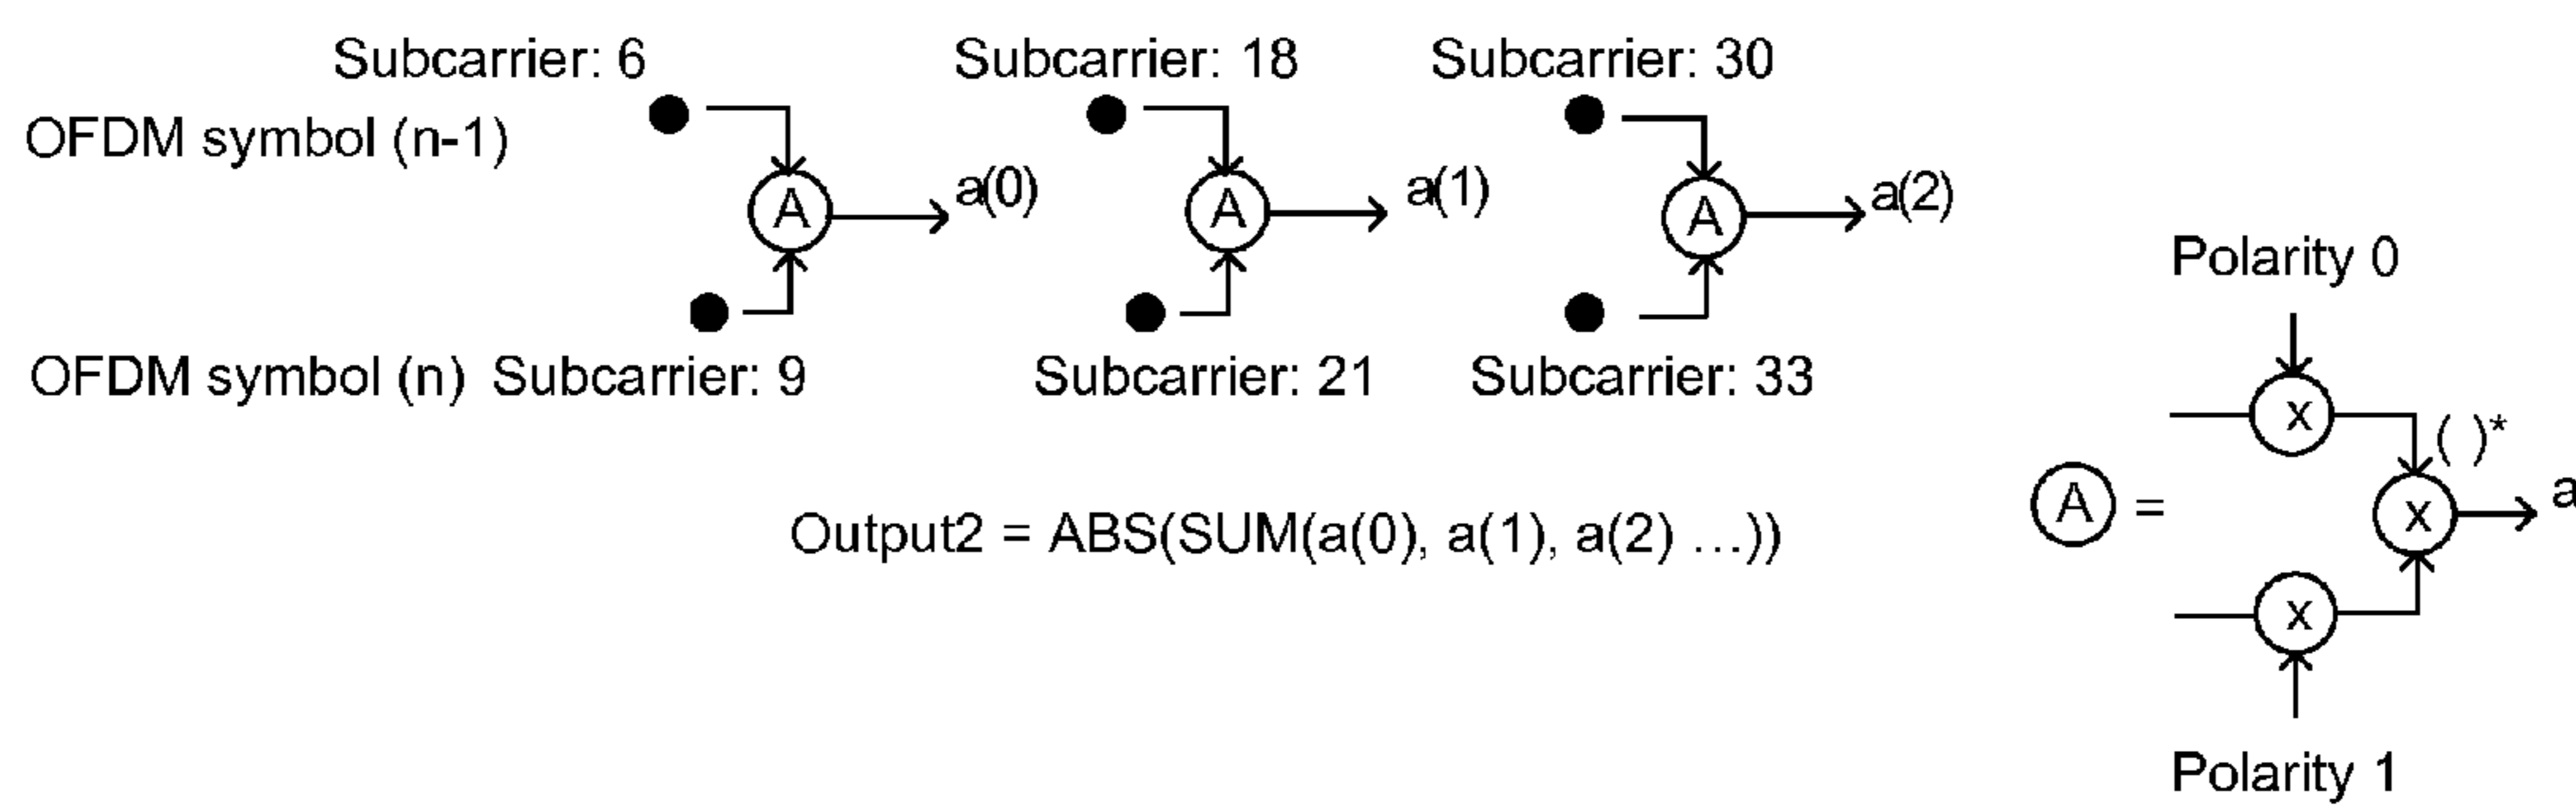 Subcarrier: 6
Subcarrier: 18
Subcarrier: 30
OFDM symbol (n-1)
A
a(0)
A
a(1)
A
a(2)
OFDM symbol (n)
Subcarrier: 9
Subcarrier: 21
Subcarrier: 33
Output2 = ABS(SUM(a(0), a(1), a(2) ...))
Polarity 0
x
( )*
A =
x
a
x
Polarity 1